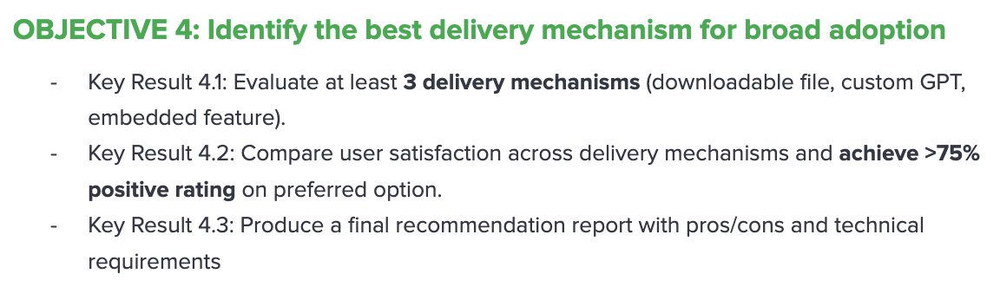 OBJECTIVE 4: Identify the best delivery mechanism for broad adoption
- Key Result 4.1: Evaluate at least 3 delivery mechanisms (downloadable file, custom GPT,
embedded feature).
- Key Result 4.2: Compare user satisfaction across delivery mechanisms and achieve >75%
positive rating on preferred option.
- Key Result 4.3: Produce a final recommendation report with pros/cons and technical
requirements